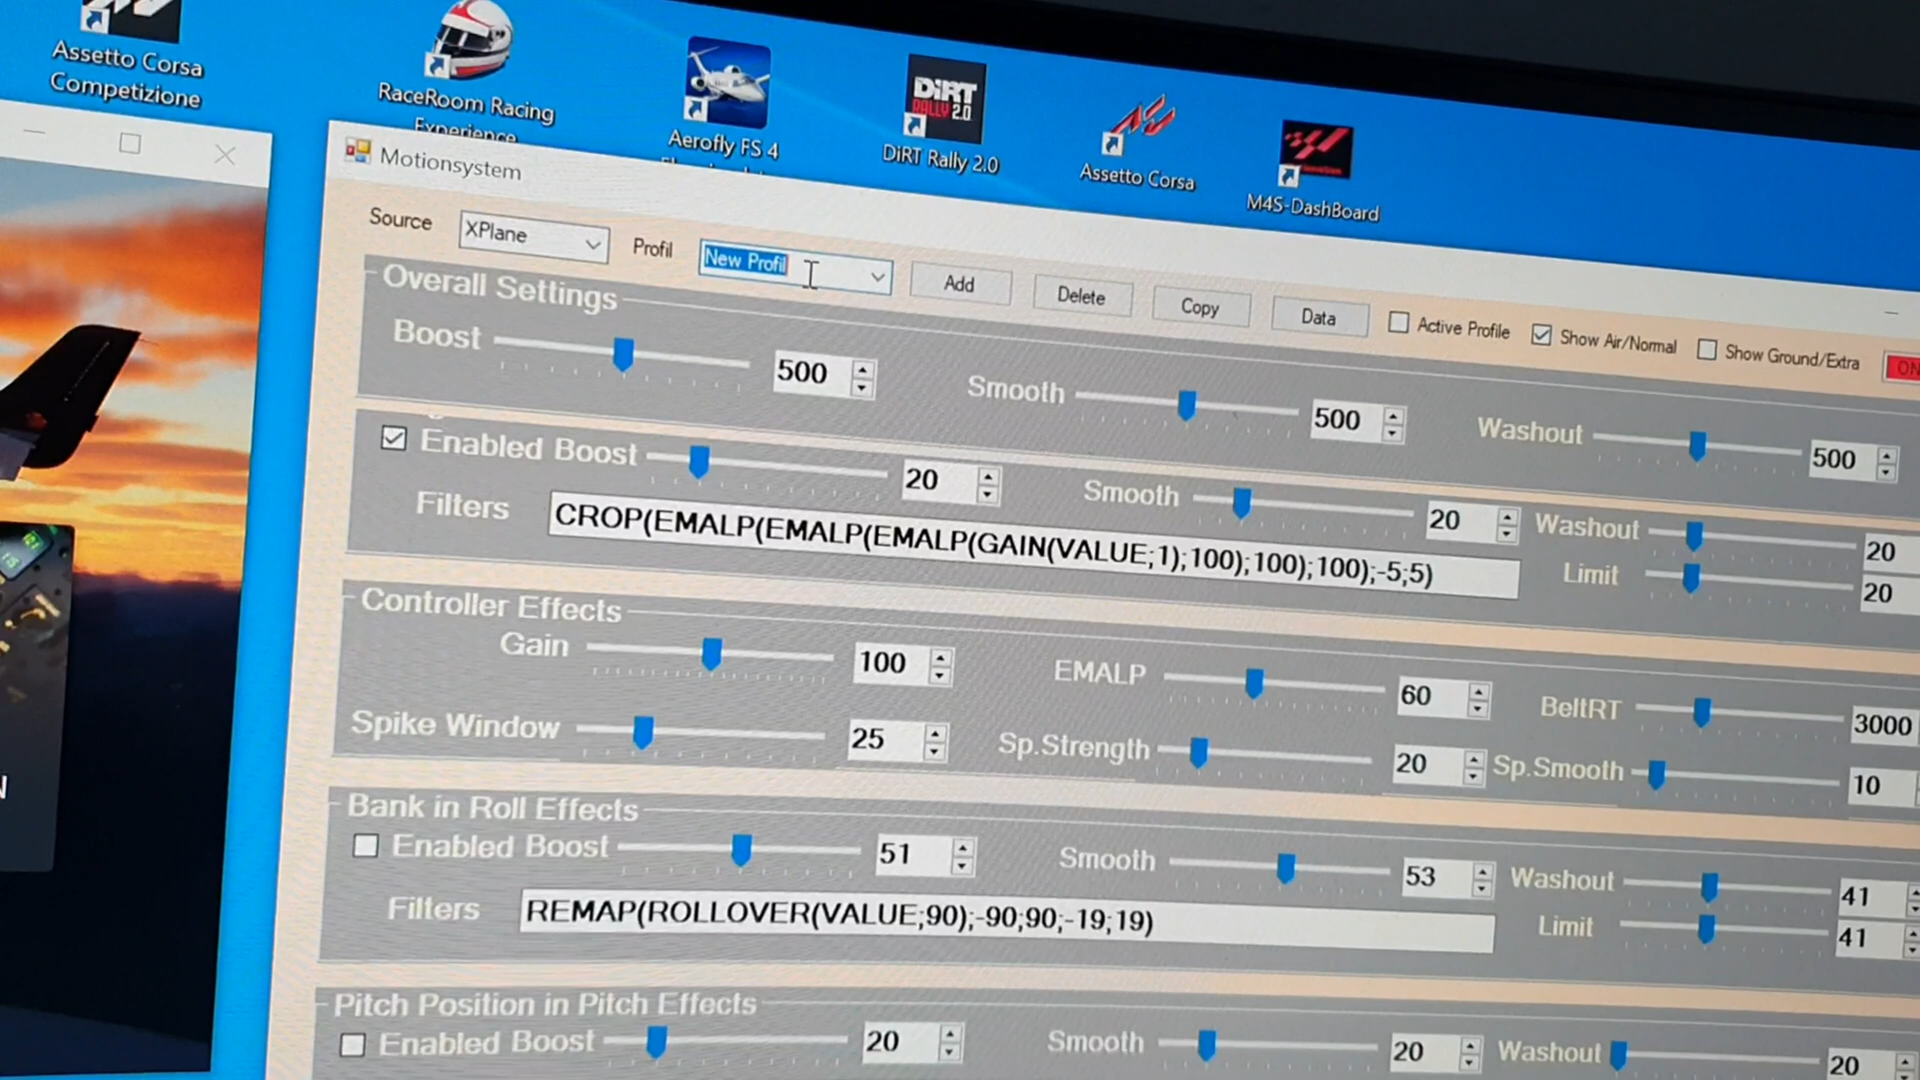 Assetto Corsa
Competizione
RaceRoom Racing
Experience
Aerofly FS 4
DiRT
RALLY 2.0
DiRT Rally 2.0
Assetto Corsa
M4S-DashBoard
Motionsystem
Source XPlane Profil New Profil Add Delete Copy Data Active Profile Show Air/Normal Show Ground/Extra ON
Overall Settings
Boost 500 Smooth 500 Washout 500
Enabled Boost 20 Smooth 20 Washout 20
Filters CROP(EMALP(EMALP(EMALP(GAIN(VALUE;1);100);100);100);-5;5) Limit 20
Controller Effects
Gain 100 EMALP 60 BeltRT 3000
Spike Window 25 Sp.Strength 20 Sp.Smooth 10
Bank in Roll Effects
Enabled Boost 51 Smooth 53 Washout 41
Filters REMAP(ROLLOVER(VALUE;90);-90;90;-19;19) Limit 41
Pitch Position in Pitch Effects
Enabled Boost 20 Smooth 20 Washout 20